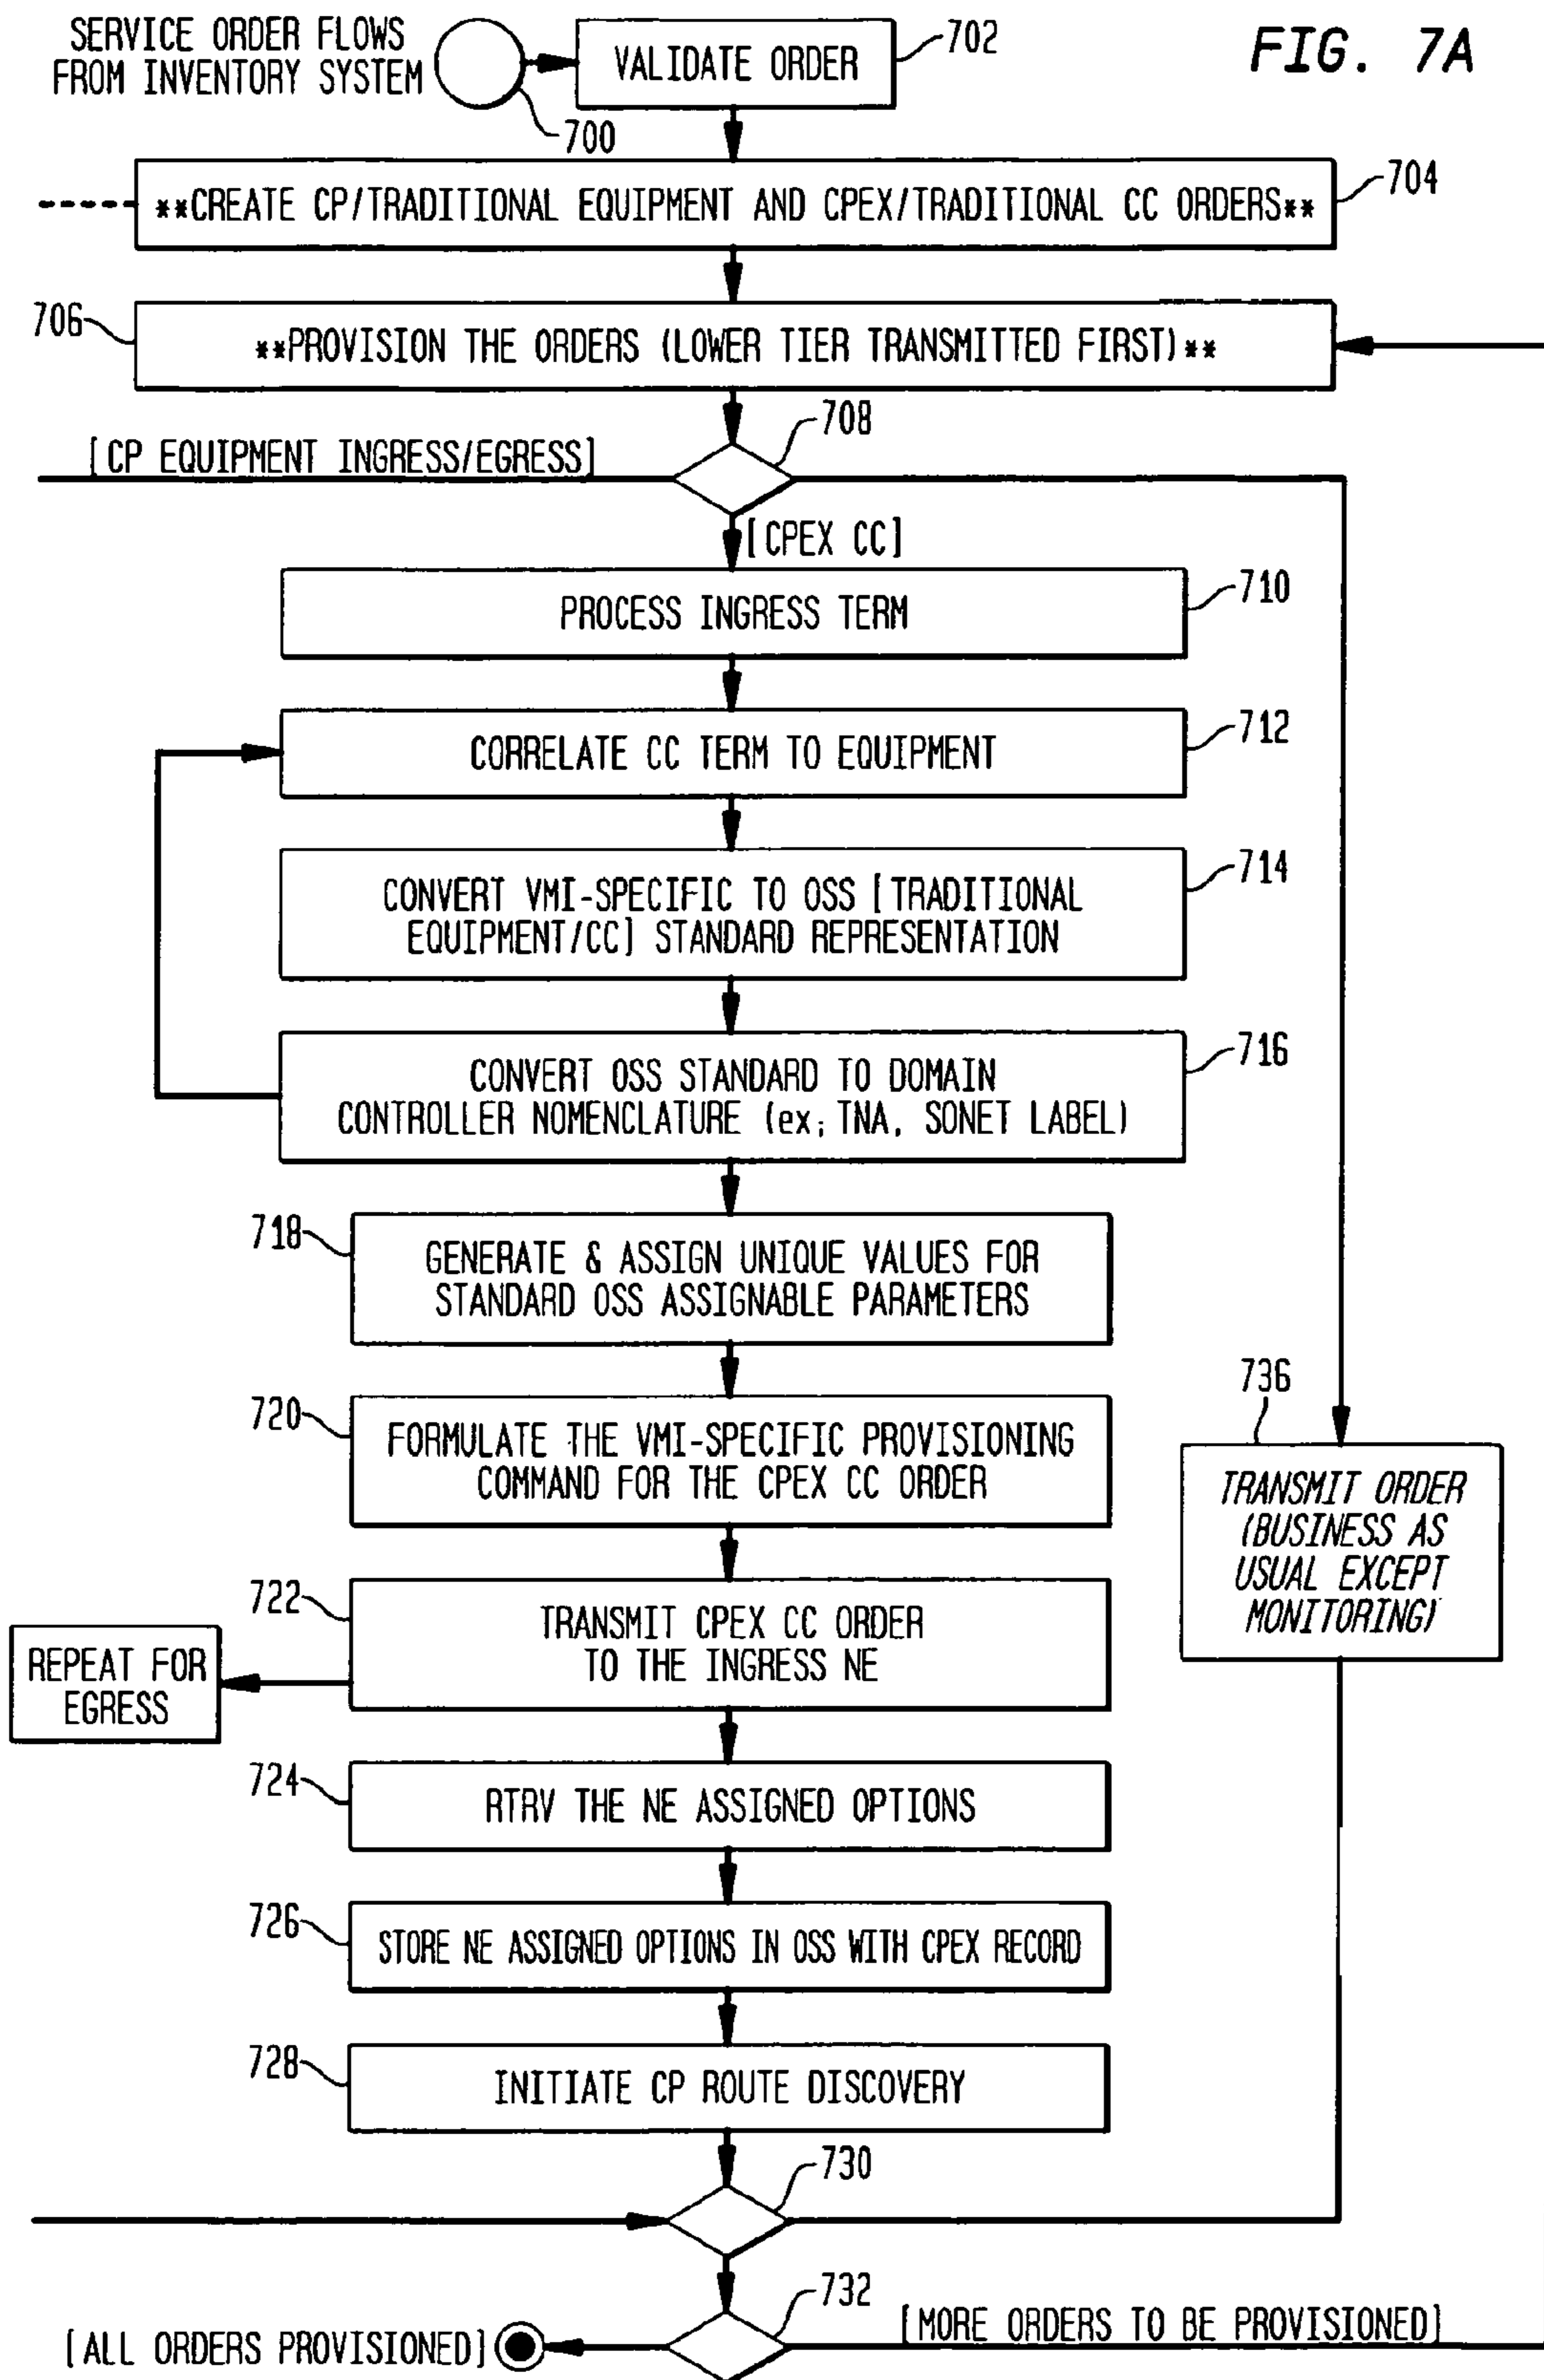 SERVICE ORDER FLOWS
FROM INVENTORY SYSTEM
700
VALIDATE ORDER
702
FIG. 7A
**CREATE CP/TRADITIONAL EQUIPMENT AND CPEX/TRADITIONAL CC ORDERS**
704
706
**PROVISION THE ORDERS (LOWER TIER TRANSMITTED FIRST)**
708
[CP EQUIPMENT INGRESS/EGRESS]
[CPEX CC]
PROCESS INGRESS TERM
710
CORRELATE CC TERM TO EQUIPMENT
712
CONVERT VMI-SPECIFIC TO OSS [TRADITIONAL
EQUIPMENT/CC] STANDARD REPRESENTATION
714
CONVERT OSS STANDARD TO DOMAIN
CONTROLLER NOMENCLATURE (ex; TNA, SONET LABEL)
716
718
GENERATE & ASSIGN UNIQUE VALUES FOR
STANDARD OSS ASSIGNABLE PARAMETERS
720
FORMULATE THE VMI-SPECIFIC PROVISIONING
COMMAND FOR THE CPEX CC ORDER
736
TRANSMIT ORDER
(BUSINESS AS
USUAL EXCEPT
MONITORING)
722
TRANSMIT CPEX CC ORDER
TO THE INGRESS NE
REPEAT FOR
EGRESS
724
RTRV THE NE ASSIGNED OPTIONS
726
STORE NE ASSIGNED OPTIONS IN OSS WITH CPEX RECORD
728
INITIATE CP ROUTE DISCOVERY
730
732
[ALL ORDERS PROVISIONED]
[MORE ORDERS TO BE PROVISIONED]